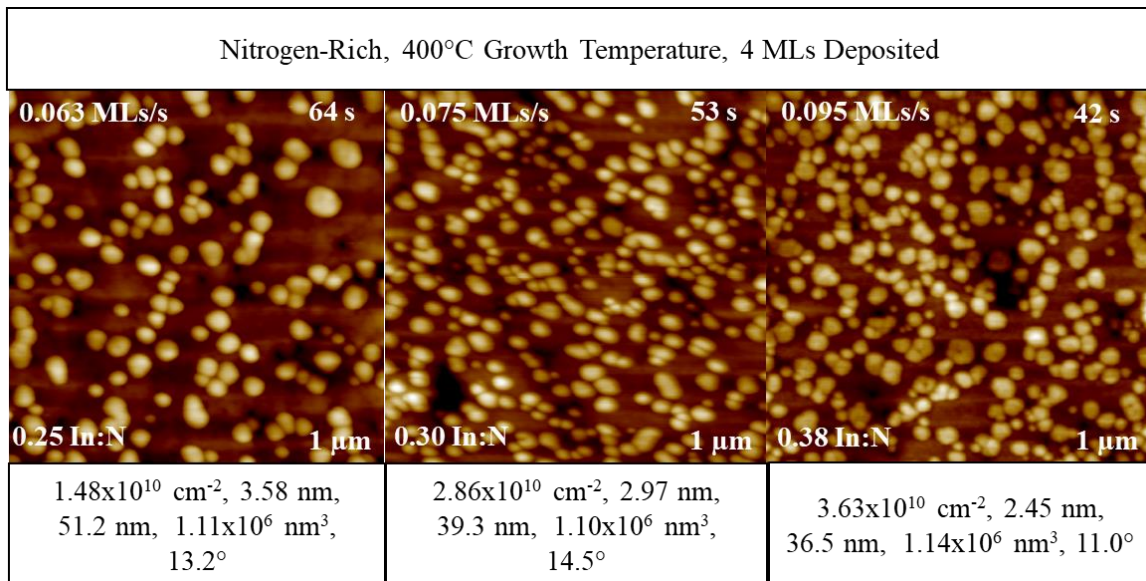 Nitrogen-Rich, 400°C Growth Temperature, 4 MLs Deposited
0.063 MLs/s 64 s
0.25 In:N 1 µm
0.075 MLs/s 53 s
0.30 In:N 1 µm
0.095 MLs/s 42 s
0.38 In:N 1 µm
1.48x10¹⁰ cm⁻², 3.58 nm,
51.2 nm, 1.11x10⁶ nm³,
13.2°
2.86x10¹⁰ cm⁻², 2.97 nm,
39.3 nm, 1.10x10⁶ nm³,
14.5°
3.63x10¹⁰ cm⁻², 2.45 nm,
36.5 nm, 1.14x10⁶ nm³, 11.0°